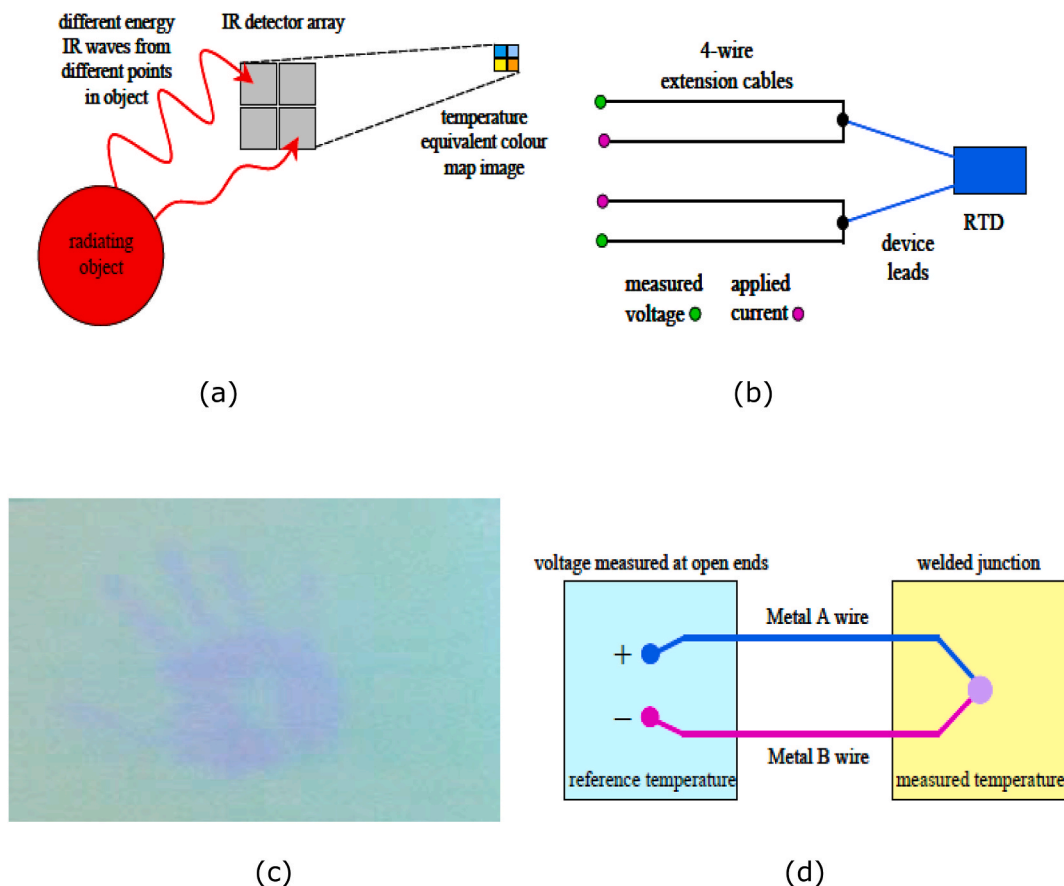 different energy
IR waves from
different points
in object
IR detector array
temperature
equivalent colour
map image
radiating
object
(a)
4-wire
extension cables
RTD
device
leads
measured
voltage
applied
current
(b)
(c)
voltage measured at open ends
welded junction
Metal A wire
+
−
Metal B wire
reference temperature
measured temperature
(d)